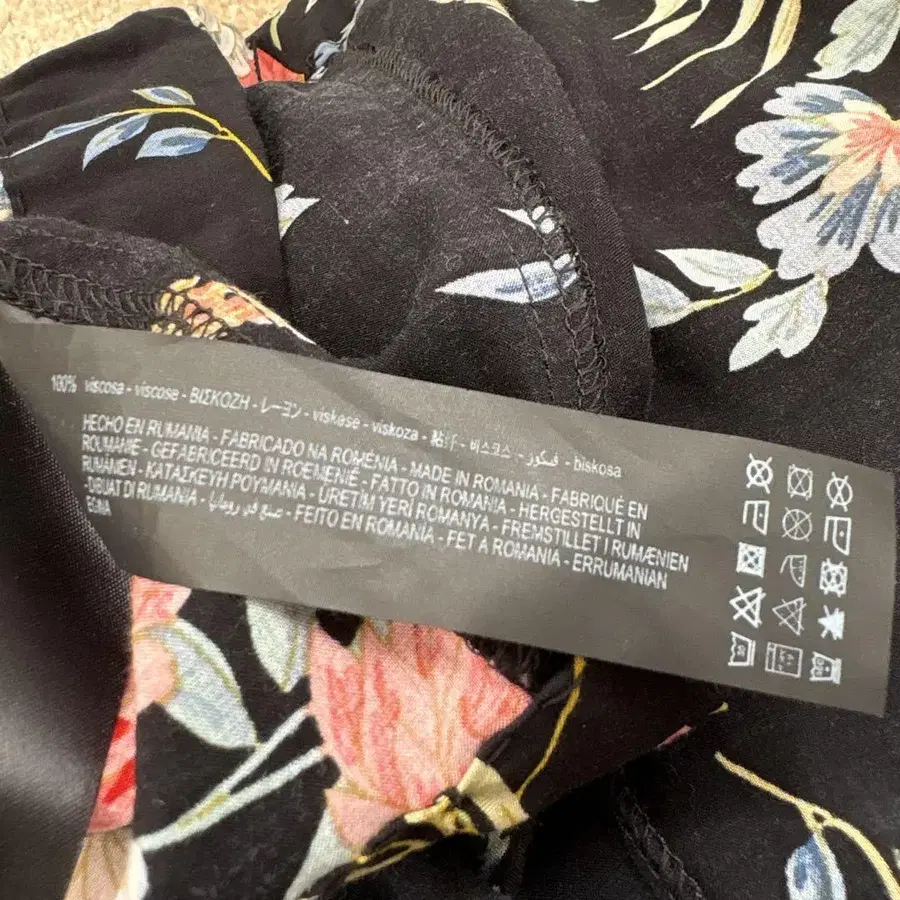 100% viscosa - viscose - ΒΙΣΚΟΖΗ - レーヨン - viskose - viskoza - 黏纤 - 비스코스 - فسكوز - biskosa
HECHO EN RUMANIA - FABRICADO NA ROMÉNIA - MADE IN ROMANIA - FABRIQUÉ EN
ROUMANIE - GEFABRICEERD IN ROEMENIË - FATTO IN ROMANIA - HERGESTELLT IN
RUMÄNIEN - ΚΑΤΑΣΚΕΥΗ ΡΟΥΜΑΝΙΑ - ÜRETİM YERİ ROMANYA - FREMSTILLET I RUMÆNIEN
- DIBUAT DI RUMANIA - صنع في رومانيا - FEITO EN ROMANIA - FET A ROMANIA - ERRUMANIAN
EGINA